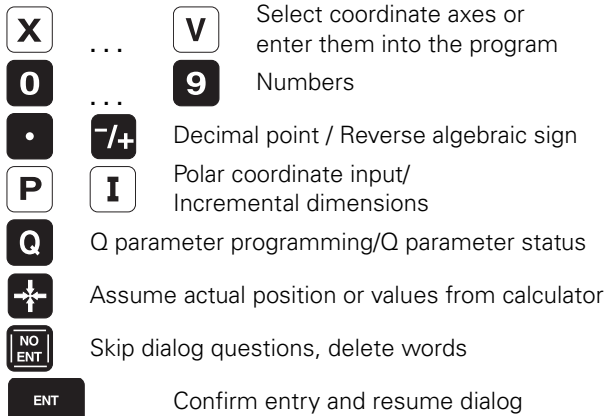 X ... V Select coordinate axes or
enter them into the program
0 ... 9 Numbers
. -/+ Decimal point / Reverse algebraic sign
P I Polar coordinate input/
Incremental dimensions
Q Q parameter programming/Q parameter status
Assume actual position or values from calculator
NO
ENT Skip dialog questions, delete words
ENT Confirm entry and resume dialog